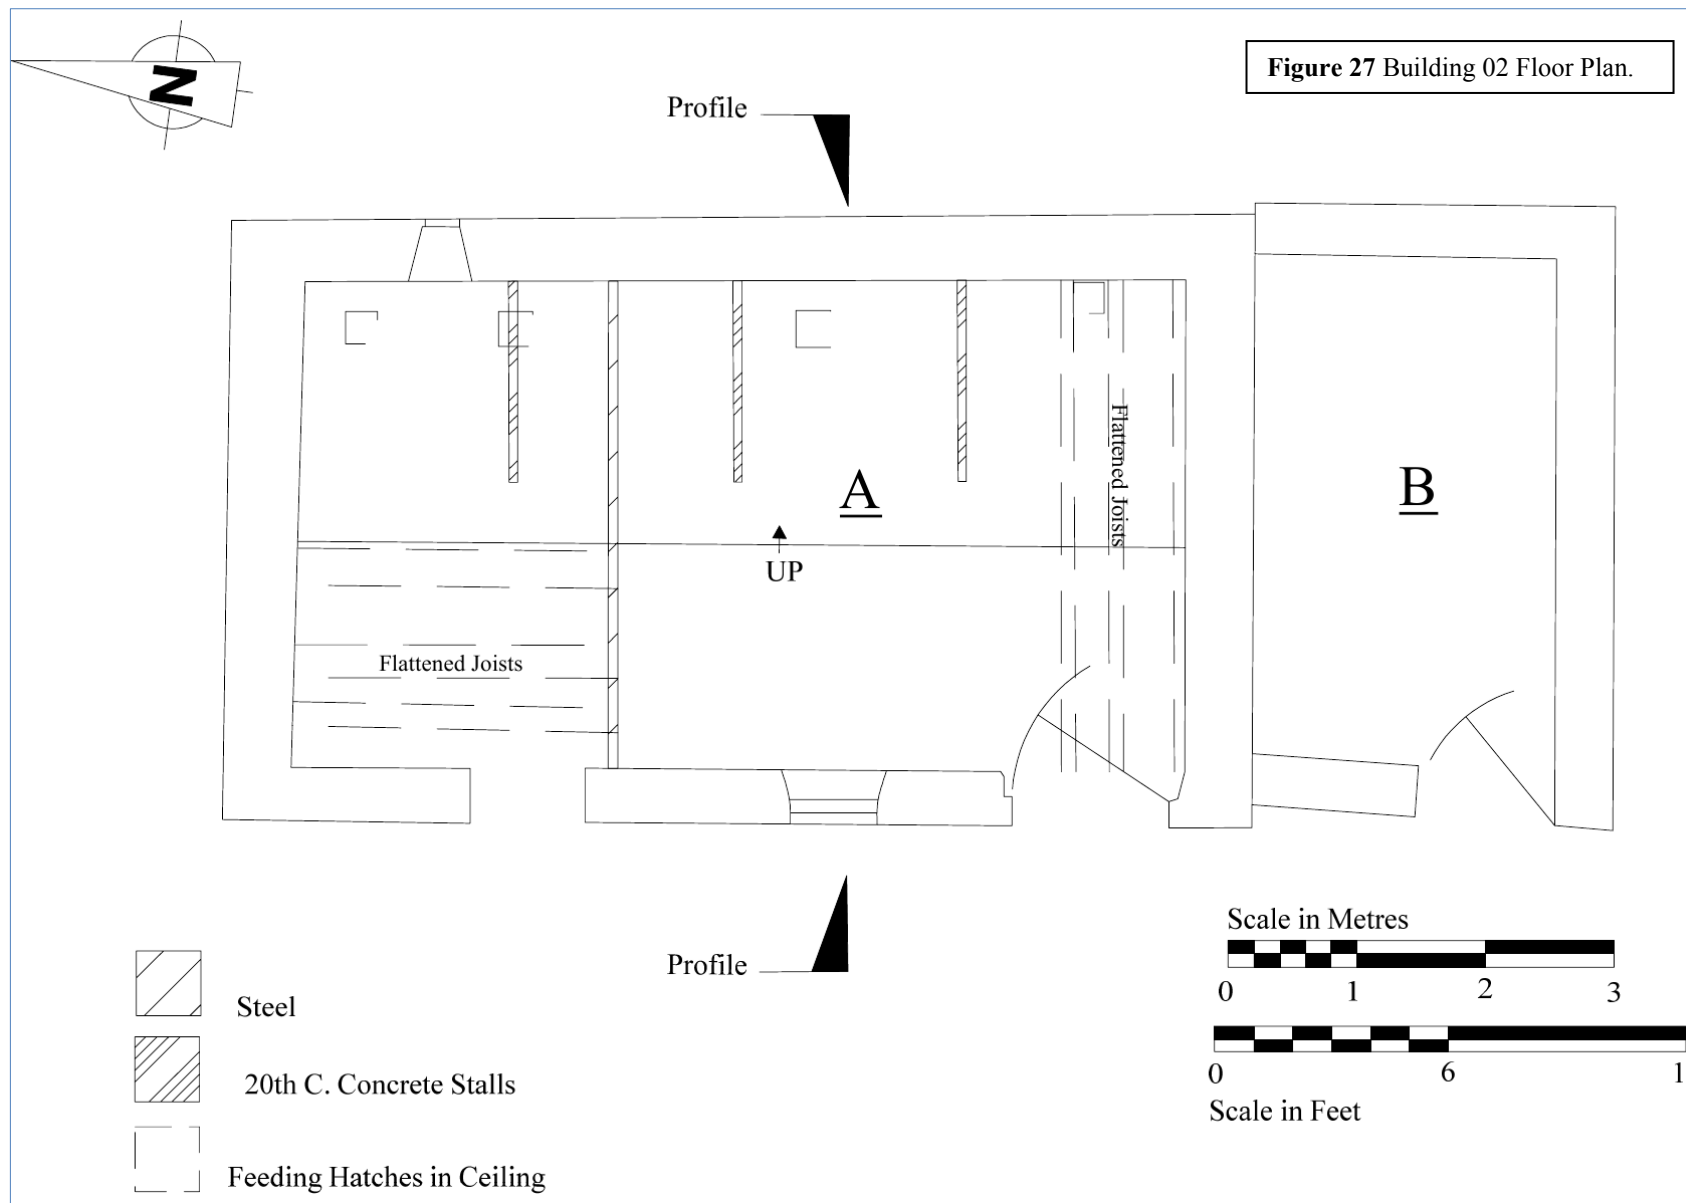 N
Figure 27 Building 02 Floor Plan.
Profile
A
B
Flattened Joists
UP
Flattened Joists
Profile
Scale in Metres
0 1 2 3
0 6 1
Scale in Feet
Steel
20th C. Concrete Stalls
Feeding Hatches in Ceiling